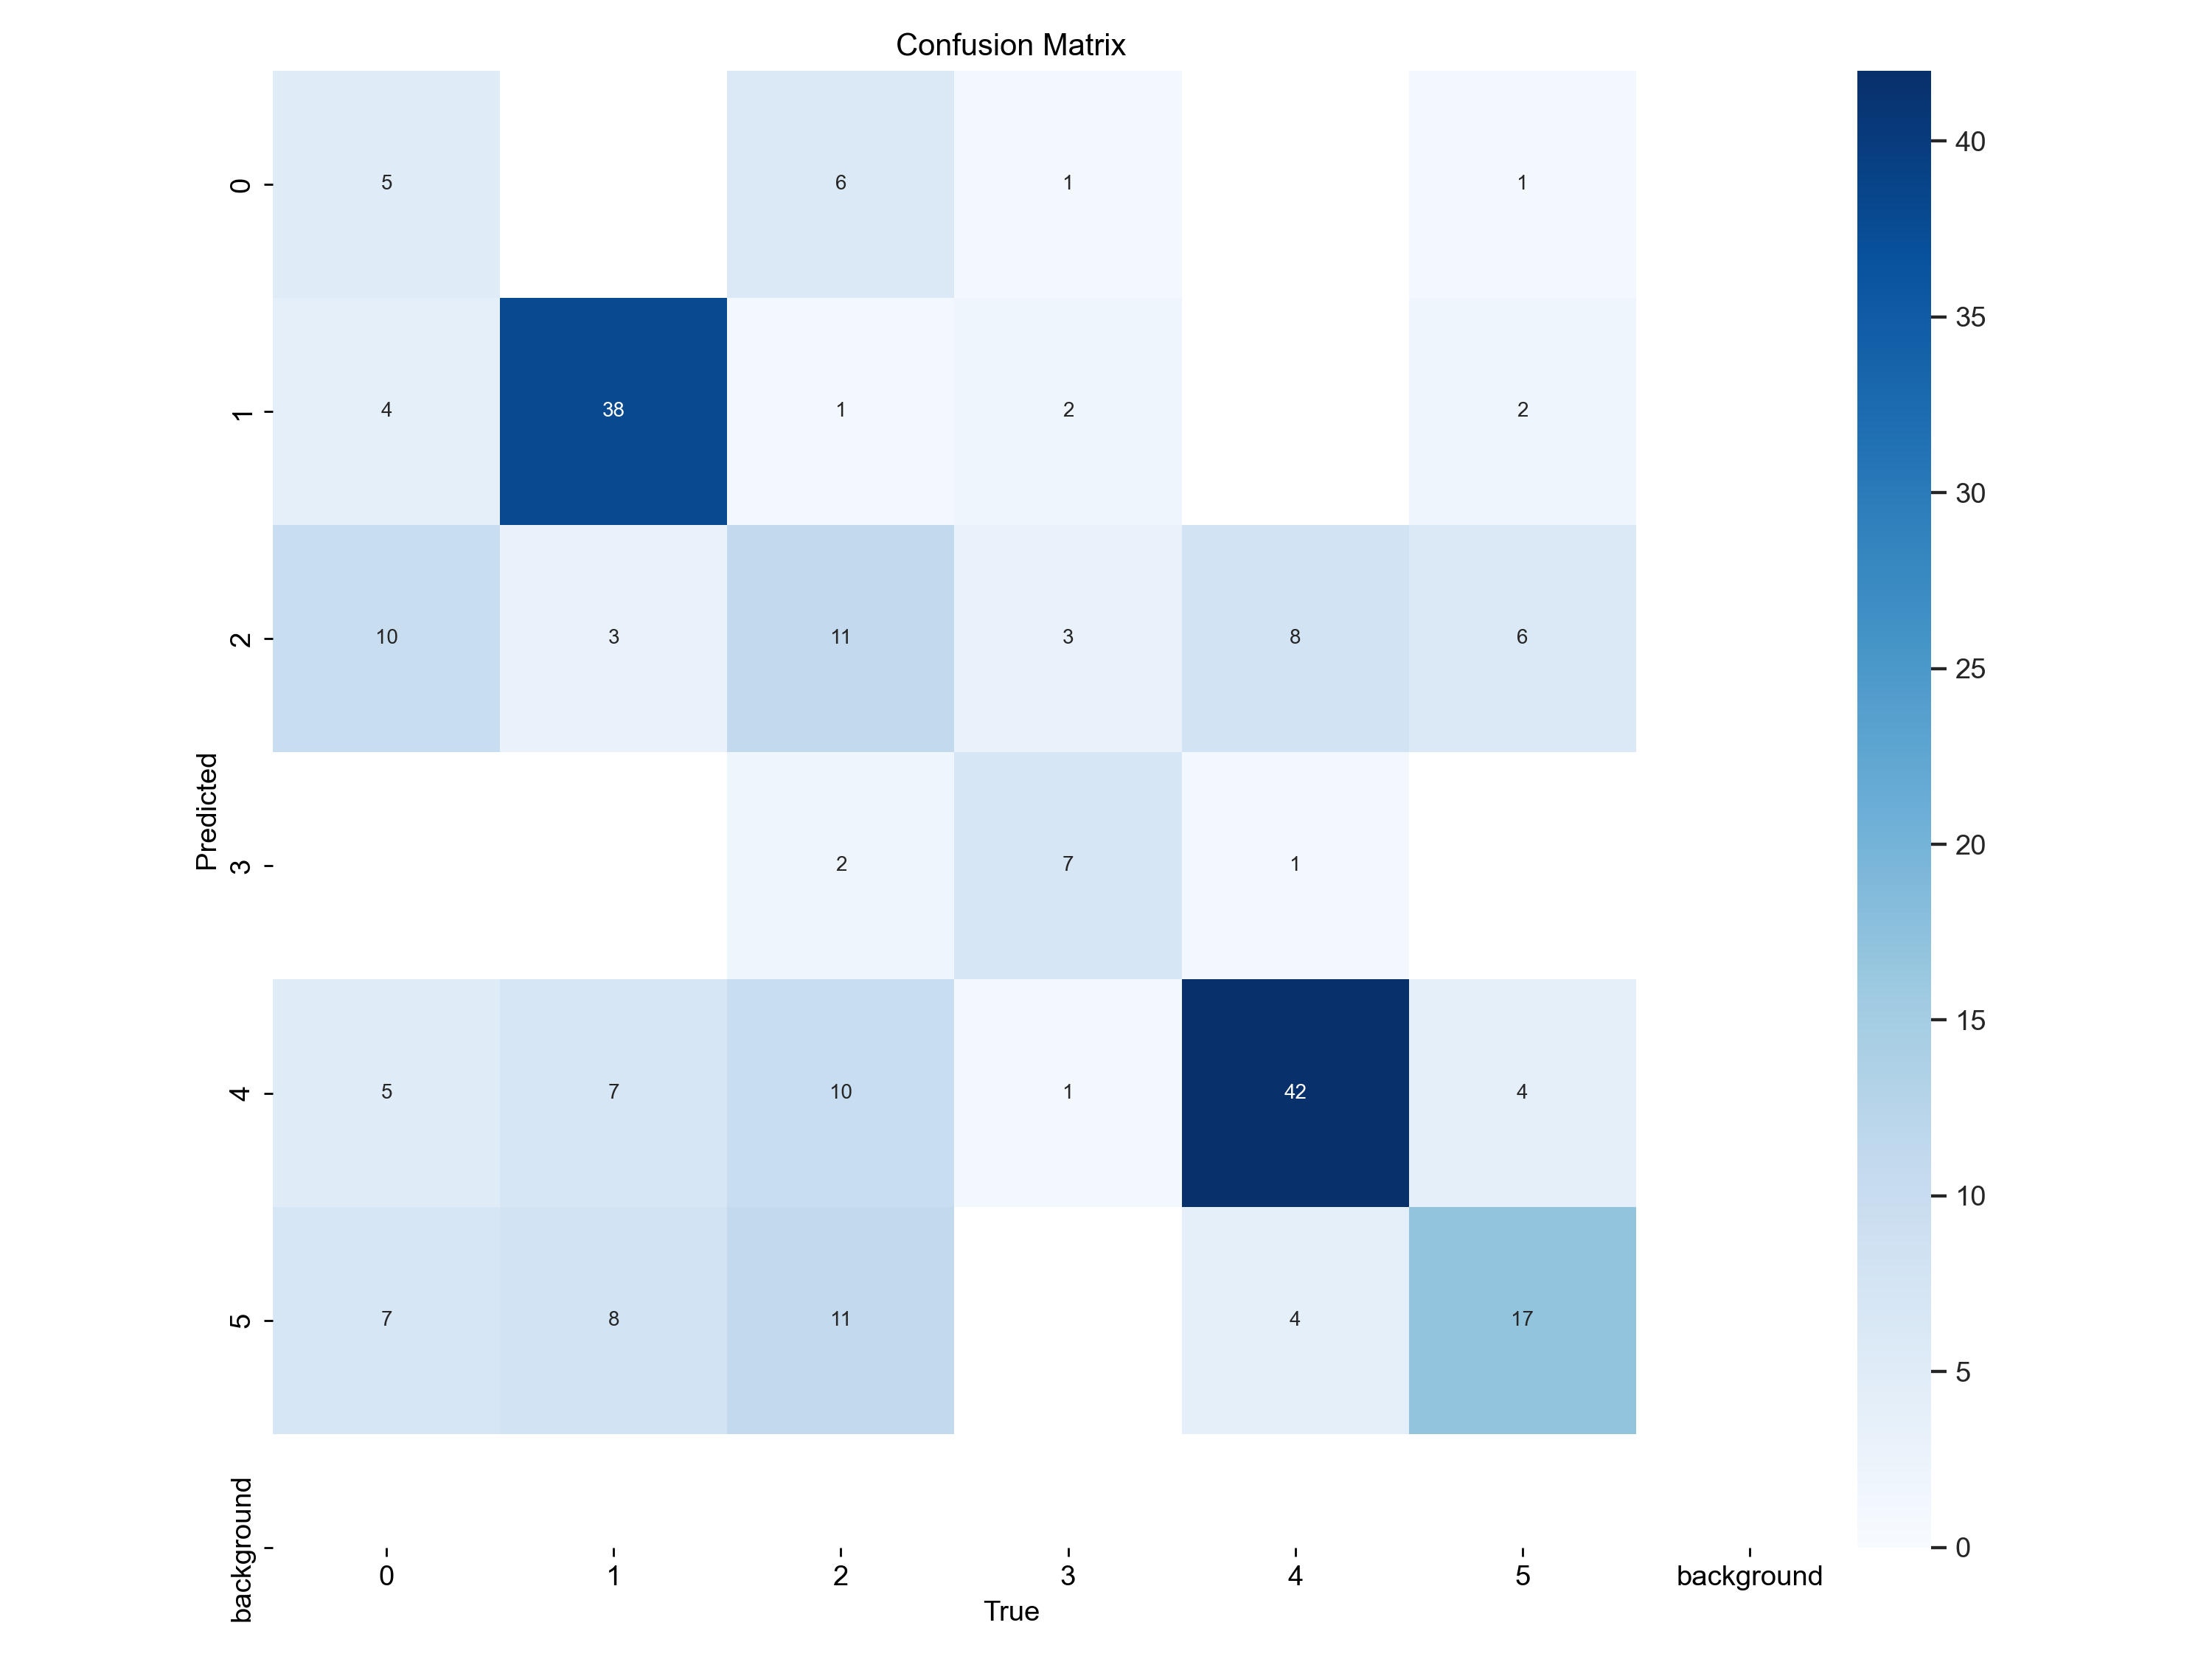 Confusion Matrix
0 5 6 1 1
1 4 38 1 2 2
2 10 3 11 3 8 6
3 2 7 1
4 5 7 10 1 42 4
5 7 8 11 4 17
background
0 1 2 3 4 5 background
True
Predicted
40
35
30
25
20
15
10
5
0